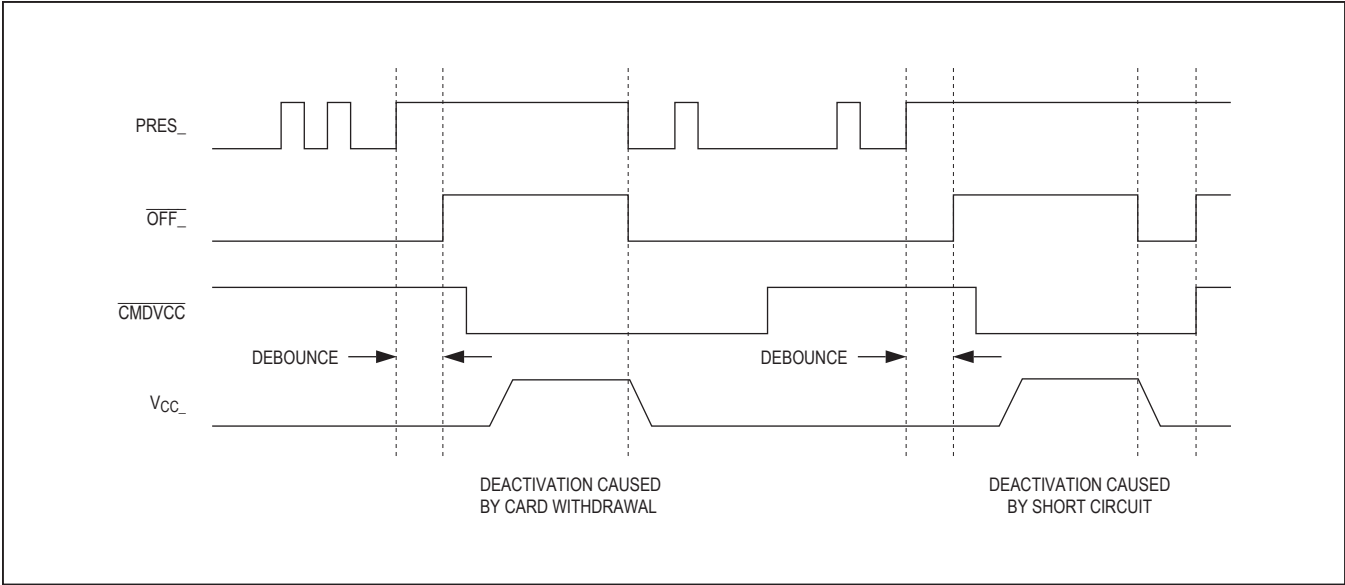 PRES_
OFF_
CMDVCC
DEBOUNCE
DEBOUNCE
VCC_
DEACTIVATION CAUSED
BY CARD WITHDRAWAL
DEACTIVATION CAUSED
BY SHORT CIRCUIT